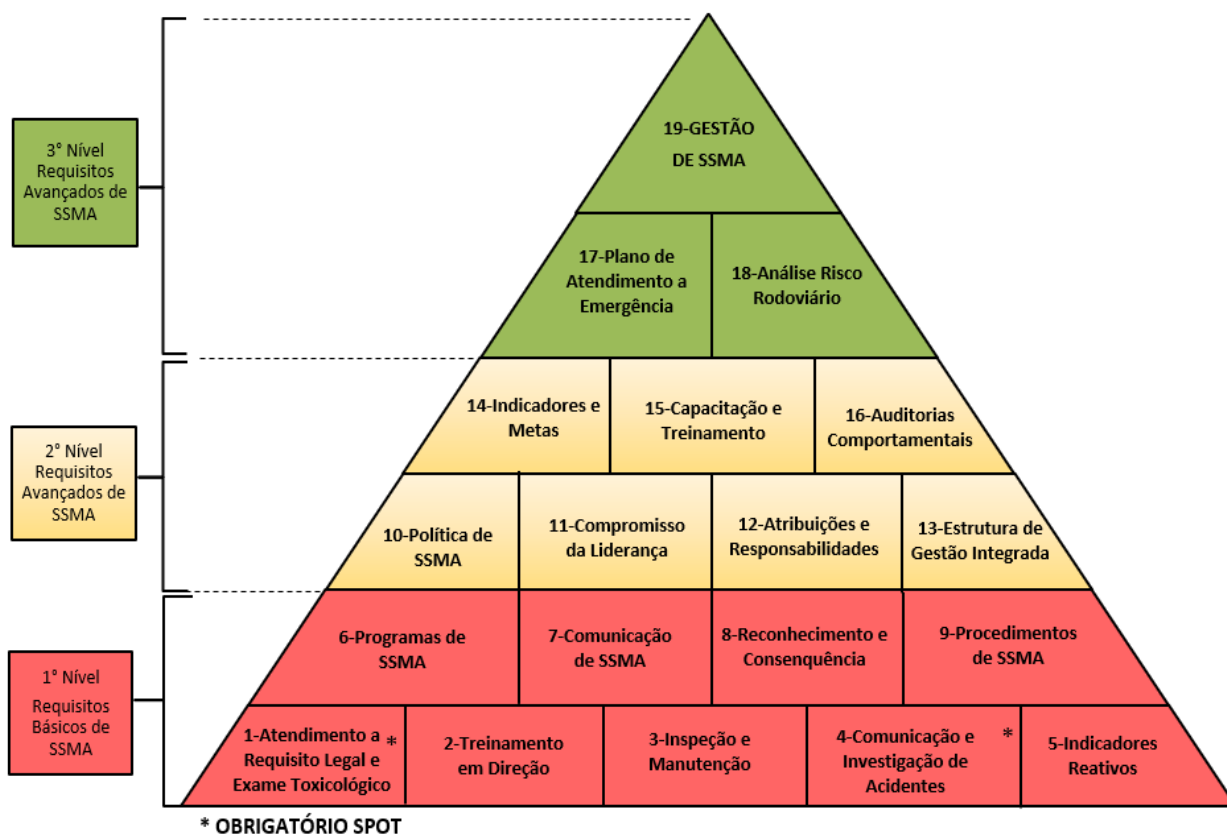 3° Nível
Requisitos
Avançados de
SSMA
19-GESTÃO
DE SSMA
17-Plano de
Atendimento a
Emergência
18-Análise Risco
Rodoviário
2° Nível
Requisitos
Avançados de
SSMA
14-Indicadores e
Metas
15-Capacitação e
Treinamento
16-Auditorias
Comportamentais
10-Política de
SSMA
11-Compromisso
da Liderança
12-Atribuições e
Responsabilidades
13-Estrutura de
Gestão Integrada
1° Nível
Requisitos
Básicos de
SSMA
6-Programas de
SSMA
7-Comunicação
de SSMA
8-Reconhecimento e
Consenquência
9-Procedimentos
de SSMA
1-Atendimento a
Requisito Legal e *
Exame Toxicológico
2-Treinamento
em Direção
3-Inspeção e
Manutenção
4-Comunicação e *
Investigação de
Acidentes
5-Indicadores
Reativos
* OBRIGATÓRIO SPOT